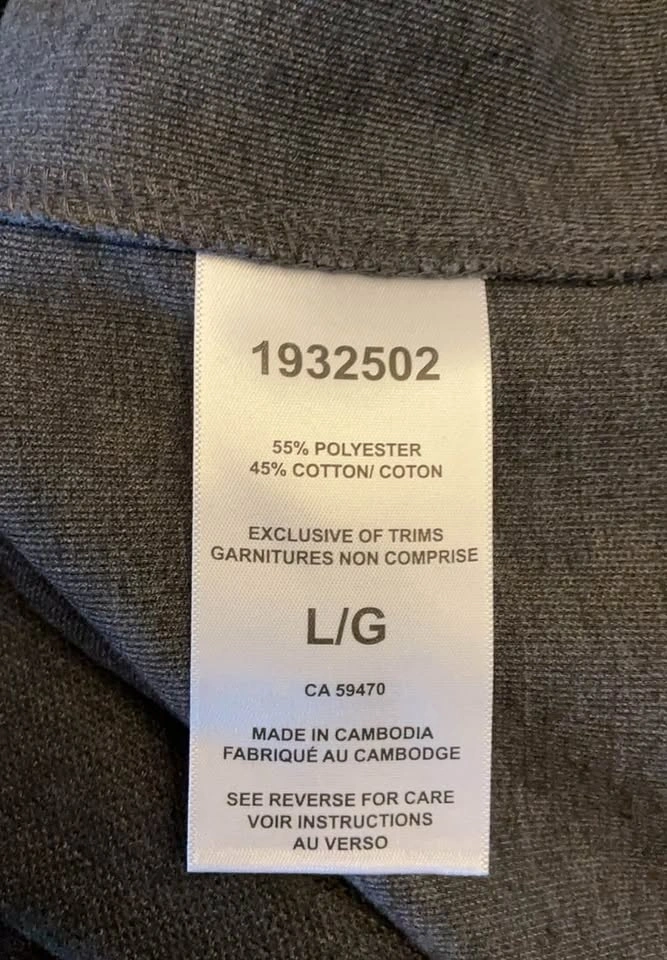 1932502
55% POLYESTER
45% COTTON/ COTON
EXCLUSIVE OF TRIMS
GARNITURES NON COMPRISE
L/G
CA 59470
MADE IN CAMBODIA
FABRIQUÉ AU CAMBODGE
SEE REVERSE FOR CARE
VOIR INSTRUCTIONS
AU VERSO